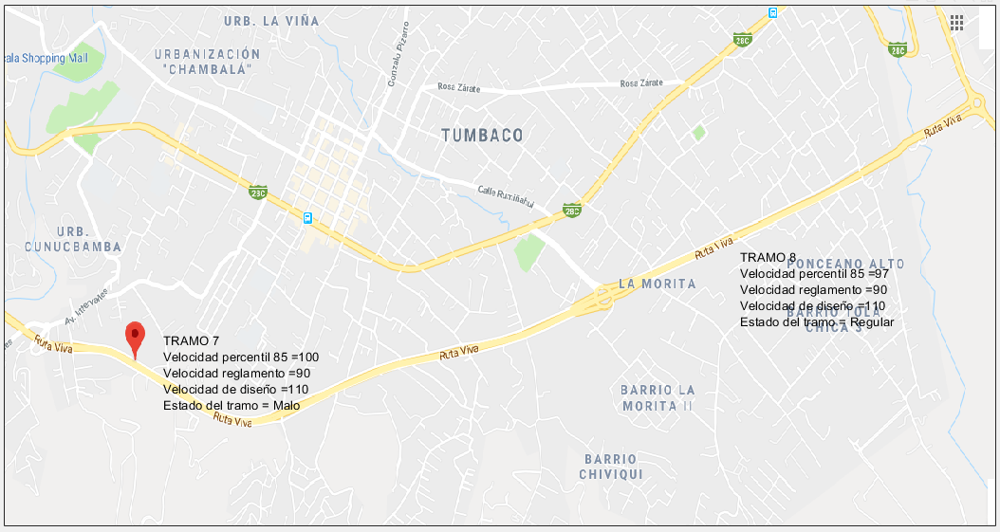 URB. LA VIÑA
URBANIZACIÓN
"CHAMBALÁ"
cala Shopping Mall
Gonzalo Pizarro
28C
28C
Rosa Zárate
Rosa Zárate
TUMBACO
Ruta Viva
28C
Calle Rumiñahui
28C
URB.
CUNUCBAMBA
Ruta Viva
TRAMO 8
Velocidad percentil 85 =97
Velocidad reglamento =90
Velocidad de diseño =110
Estado del tramo = Regular
PONCEANO ALTO
BARRIO TOLA
CHICA 3
LA MORITA
Av. Intervalles
Ruta Viva
TRAMO 7
Velocidad percentil 85 =100
Velocidad reglamento =90
Velocidad de diseño =110
Estado del tramo = Malo
Ruta Viva
Ruta Viva
BARRIO LA
MORITA II
BARRIO
CHIVIQUI